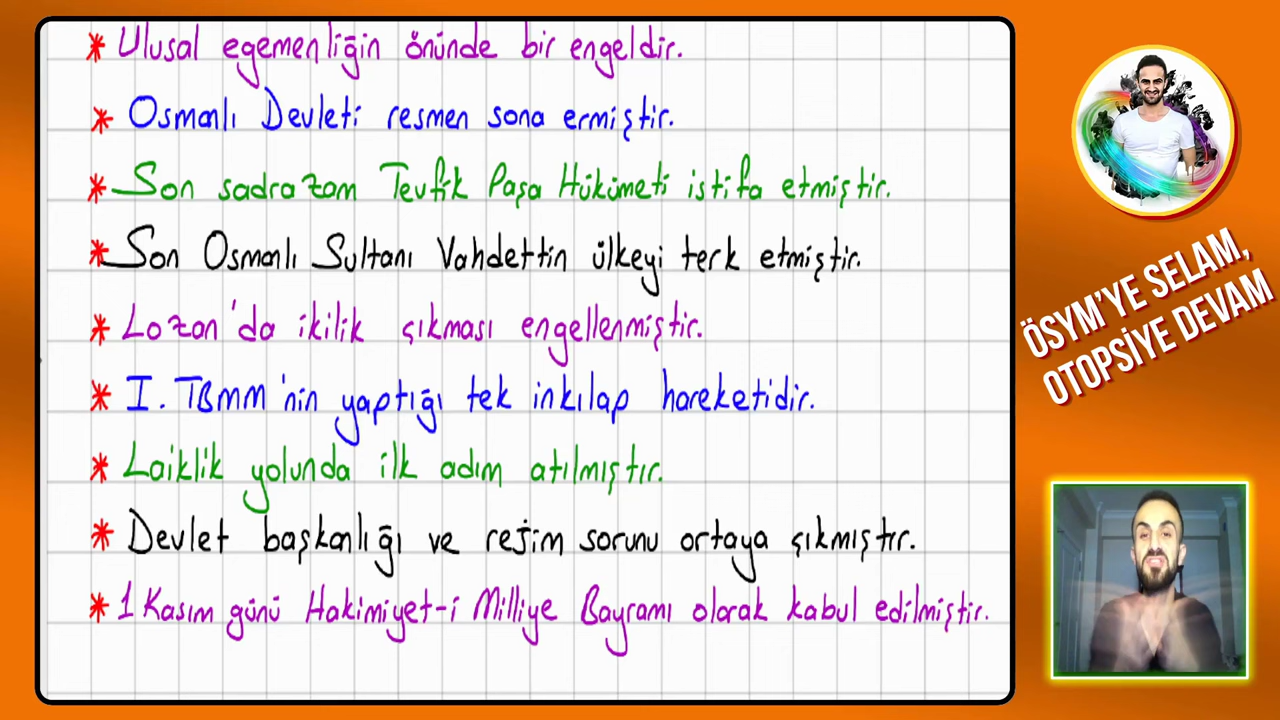 * Ulusal egemenliğin önünde bir engeldir.
* Osmanlı Devleti resmen sona ermiştir.
* Son sadrazam Tevfik Paşa Hükümeti istifa etmiştir.
* Son Osmanlı Sultanı Vahdettin ülkeyi terk etmiştir.
* Lozan'da ikilik çıkması engellenmiştir.
* I. TBMM'nin yaptığı tek inkılap hareketidir.
* Laiklik yolunda ilk adım atılmıştır.
* Devlet başkanlığı ve rejim sorunu ortaya çıkmıştır.
* 1 Kasım günü Hakimiyet-i Milliye Bayramı olarak kabul edilmiştir.
ÖSYM'YE SELAM,
OTOPSİYE DEVAM